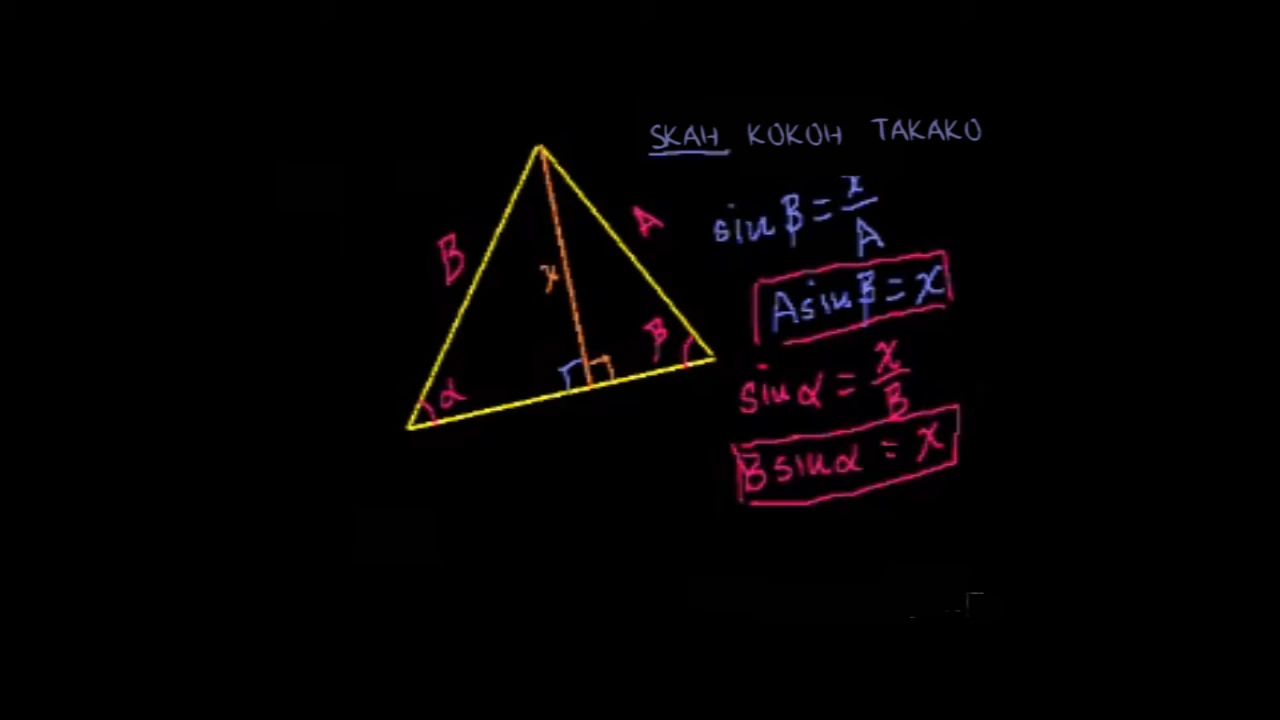 SKAH KOKOH TAKAKO
sin β = x/A
A sin β = x
sin α = x/B
B sin α = x
B
A
x
β
α